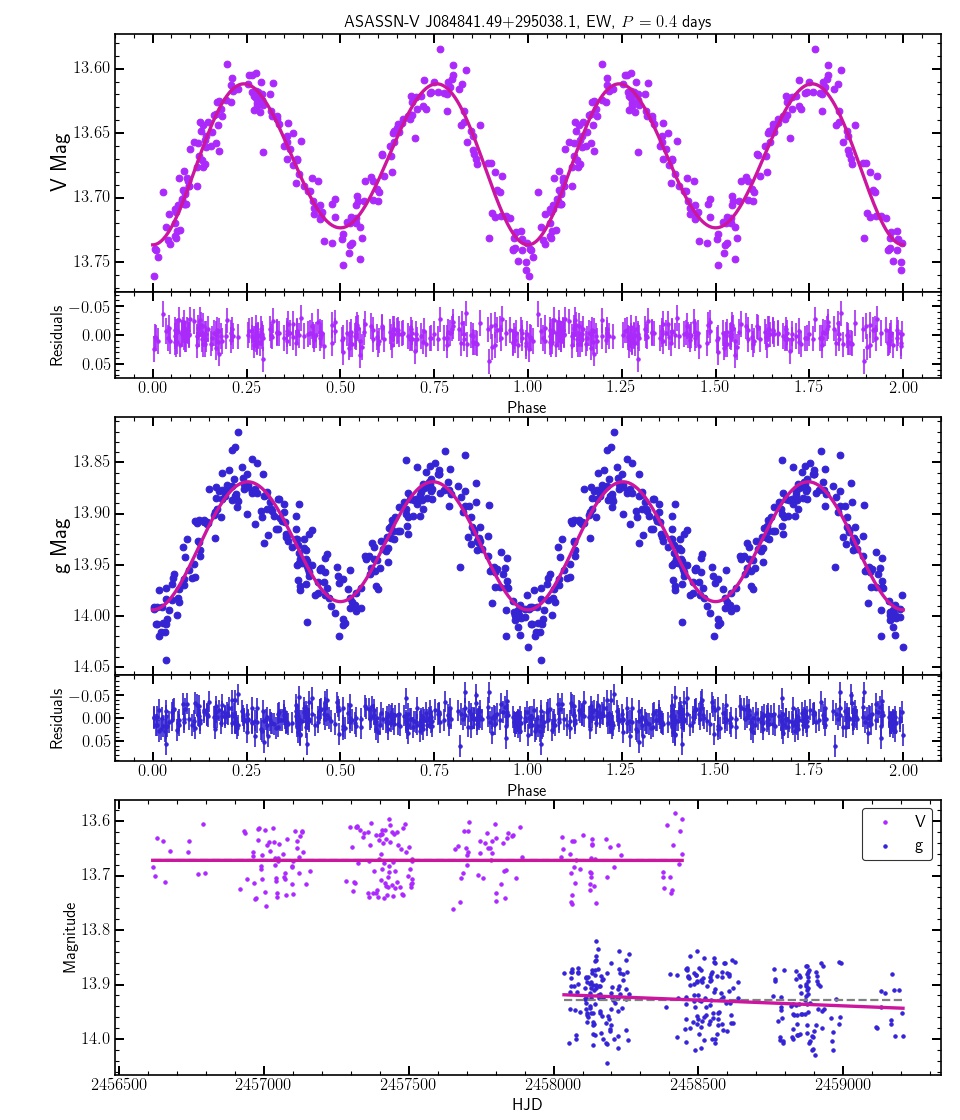 ASASSN-V J084841.49+295038.1, EW, P = 0.4 days
13.60
13.65
13.70
13.75
V Mag
−0.05
0.00
0.05
Residuals
0.00 0.25 0.50 0.75 1.00 1.25 1.50 1.75 2.00
Phase
13.85
13.90
13.95
14.00
14.05
g Mag
−0.05
0.00
0.05
Residuals
0.00 0.25 0.50 0.75 1.00 1.25 1.50 1.75 2.00
Phase
V
g
13.6
13.7
13.8
13.9
14.0
Magnitude
2456500 2457000 2457500 2458000 2458500 2459000
HJD